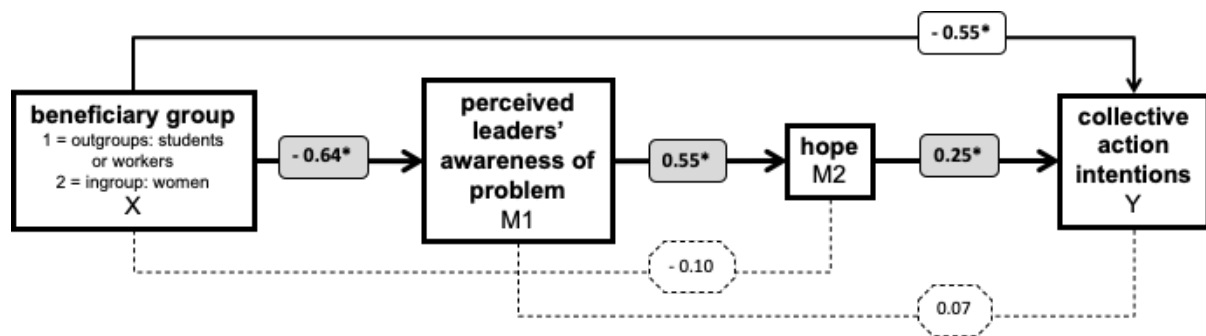 - 0.55*
beneficiary group
1 = outgroups: students
or workers
2 = ingroup: women
X
- 0.64*
perceived
leaders’
awareness of
problem
M1
0.55*
hope
M2
0.25*
collective
action
intentions
Y
- 0.10
0.07